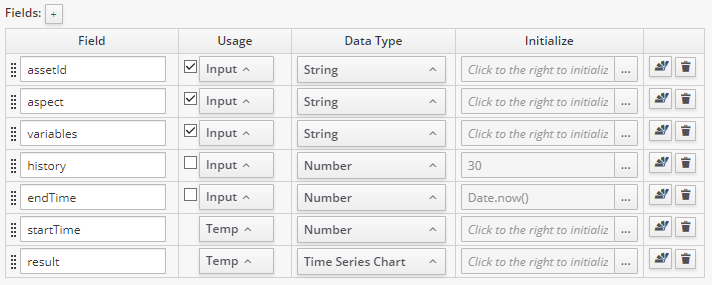 Fields: +
Field Usage Data Type Initialize
assetId Input String Click to the right to initializ ...
aspect Input String Click to the right to initializ ...
variables Input String Click to the right to initializ ...
history Input Number 30 ...
endTime Input Number Date.now() ...
startTime Temp Number Click to the right to initializ ...
result Temp Time Series Chart Click to the right to initializ ...